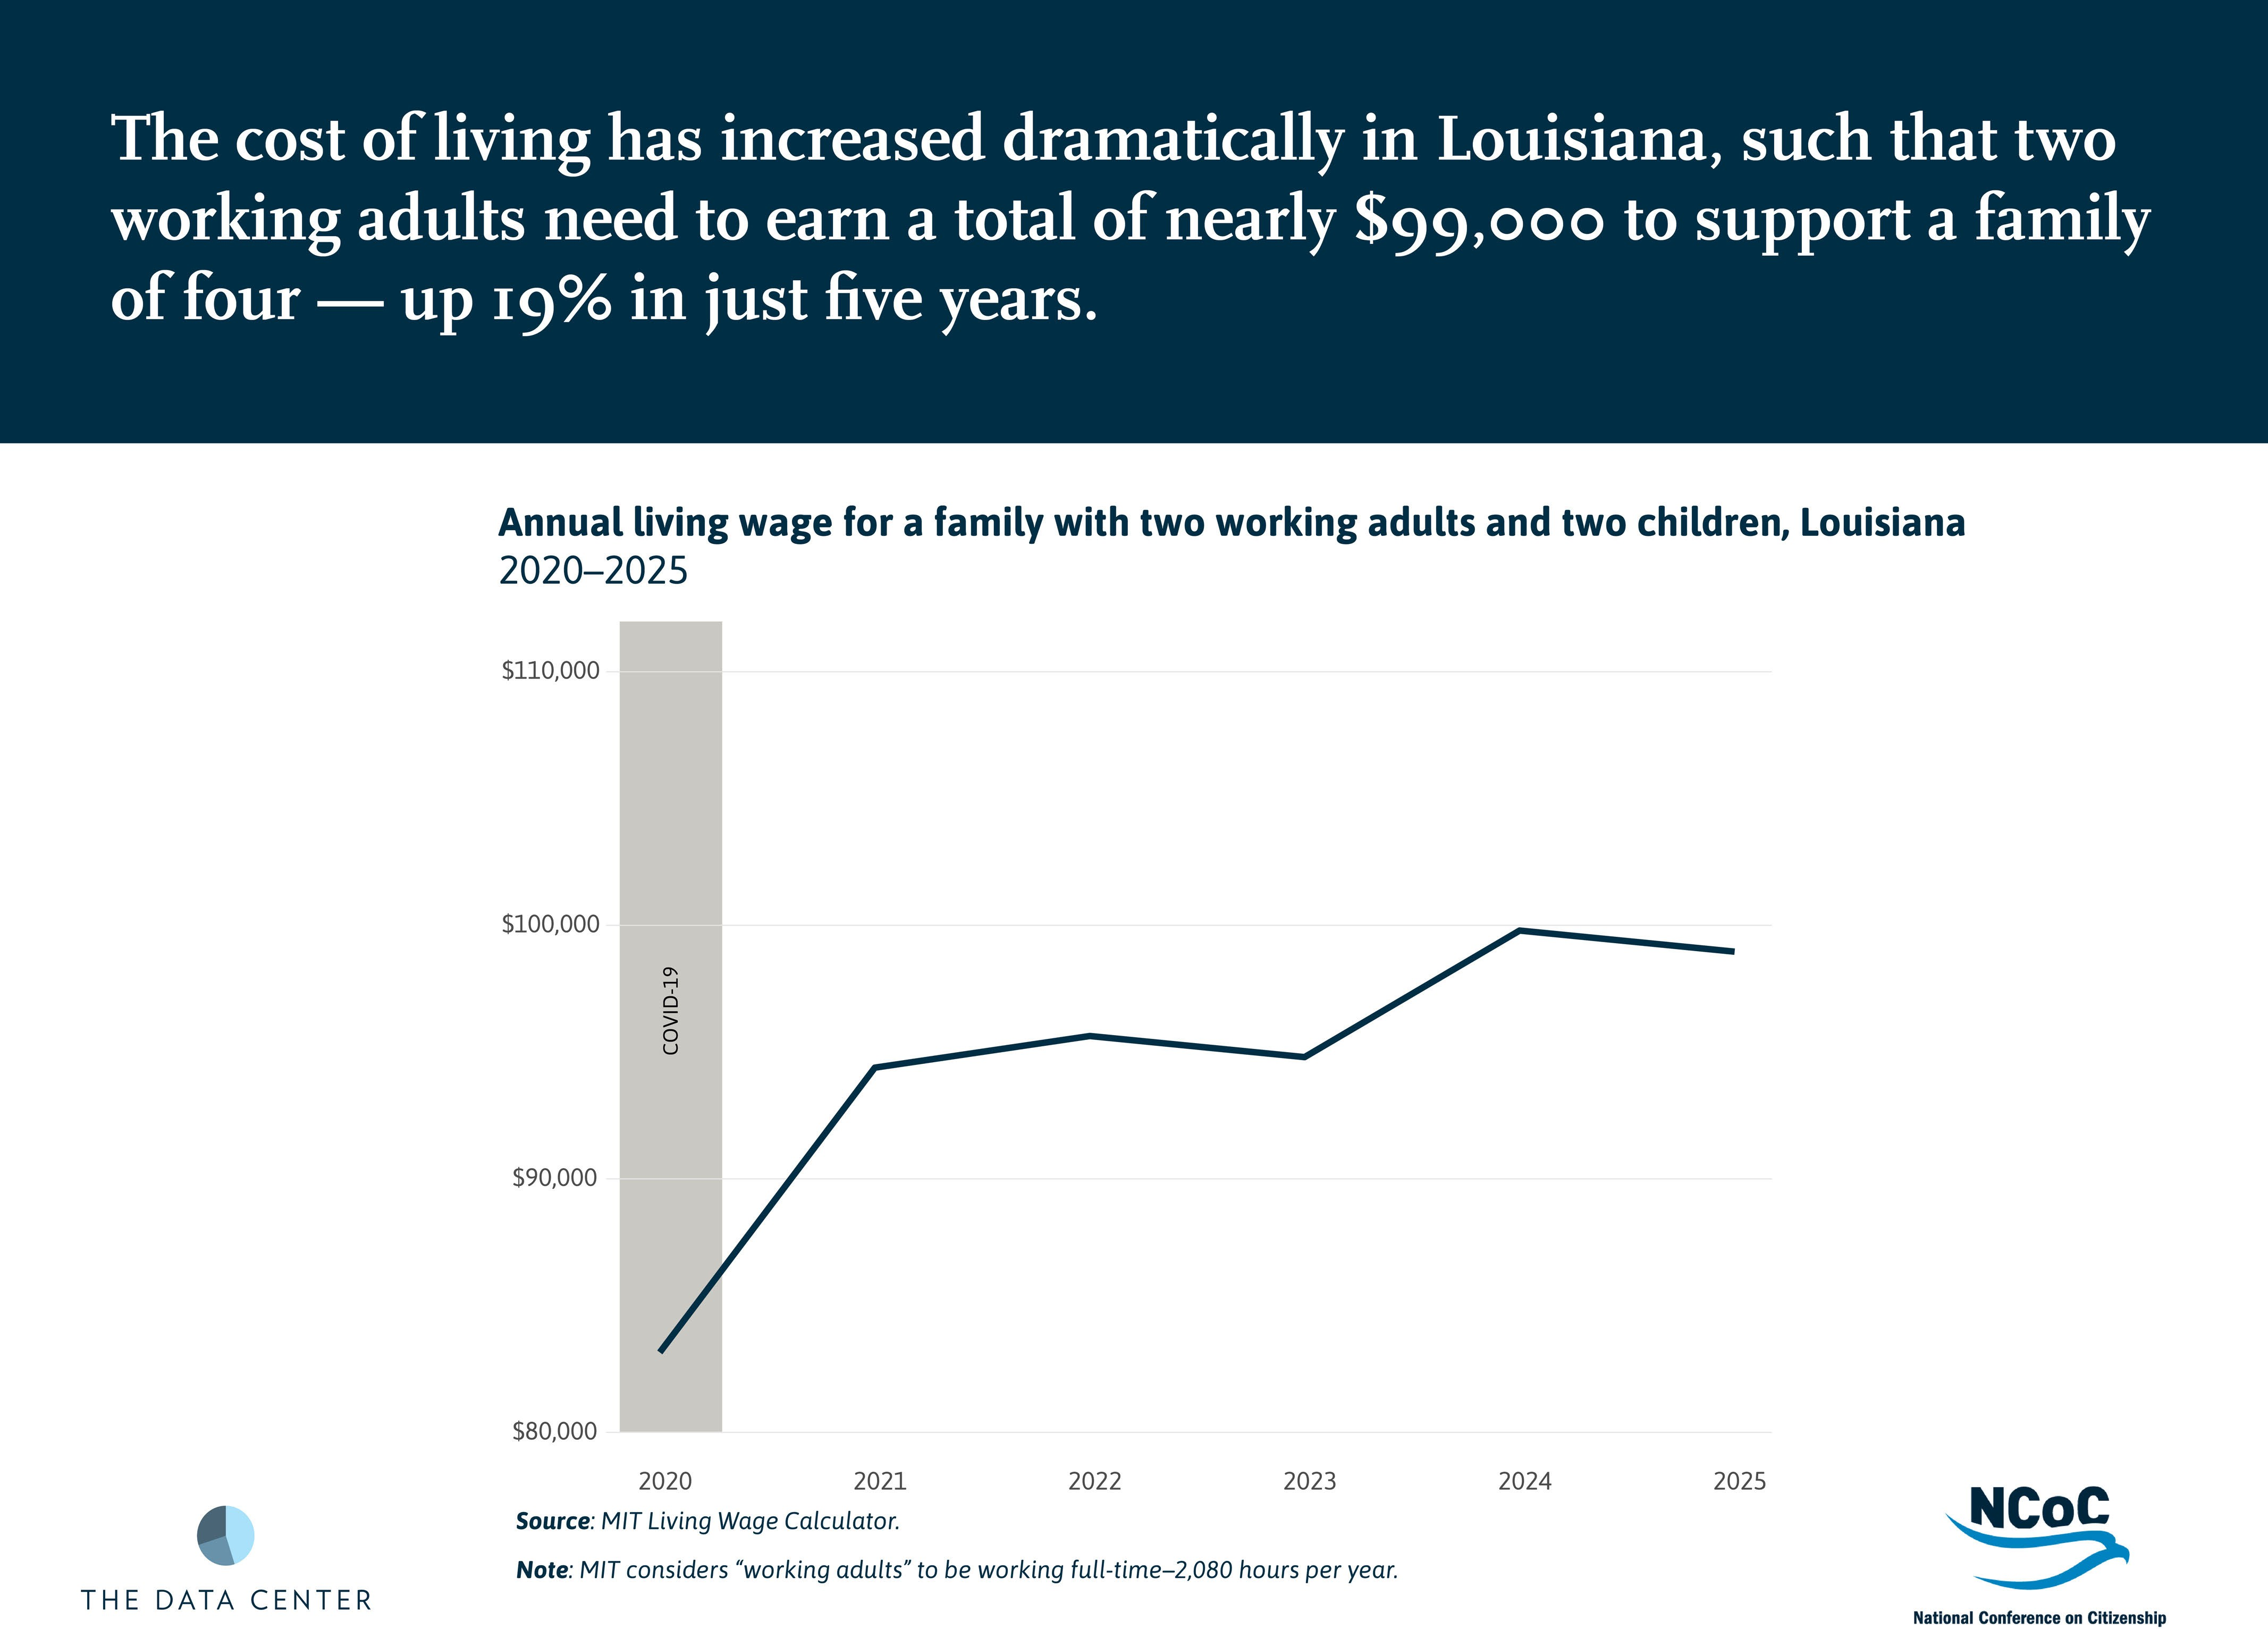 The cost of living has increased dramatically in Louisiana, such that two
working adults need to earn a total of nearly $99,000 to support a family
of four — up 19% in just five years.
Annual living wage for a family with two working adults and two children, Louisiana
2020–2025
$110,000
$100,000
COVID-19
$90,000
$80,000
2020 2021 2022 2023 2024 2025
Source: MIT Living Wage Calculator.
Note: MIT considers “working adults” to be working full-time–2,080 hours per year.
THE DATA CENTER
NCoC
National Conference on Citizenship